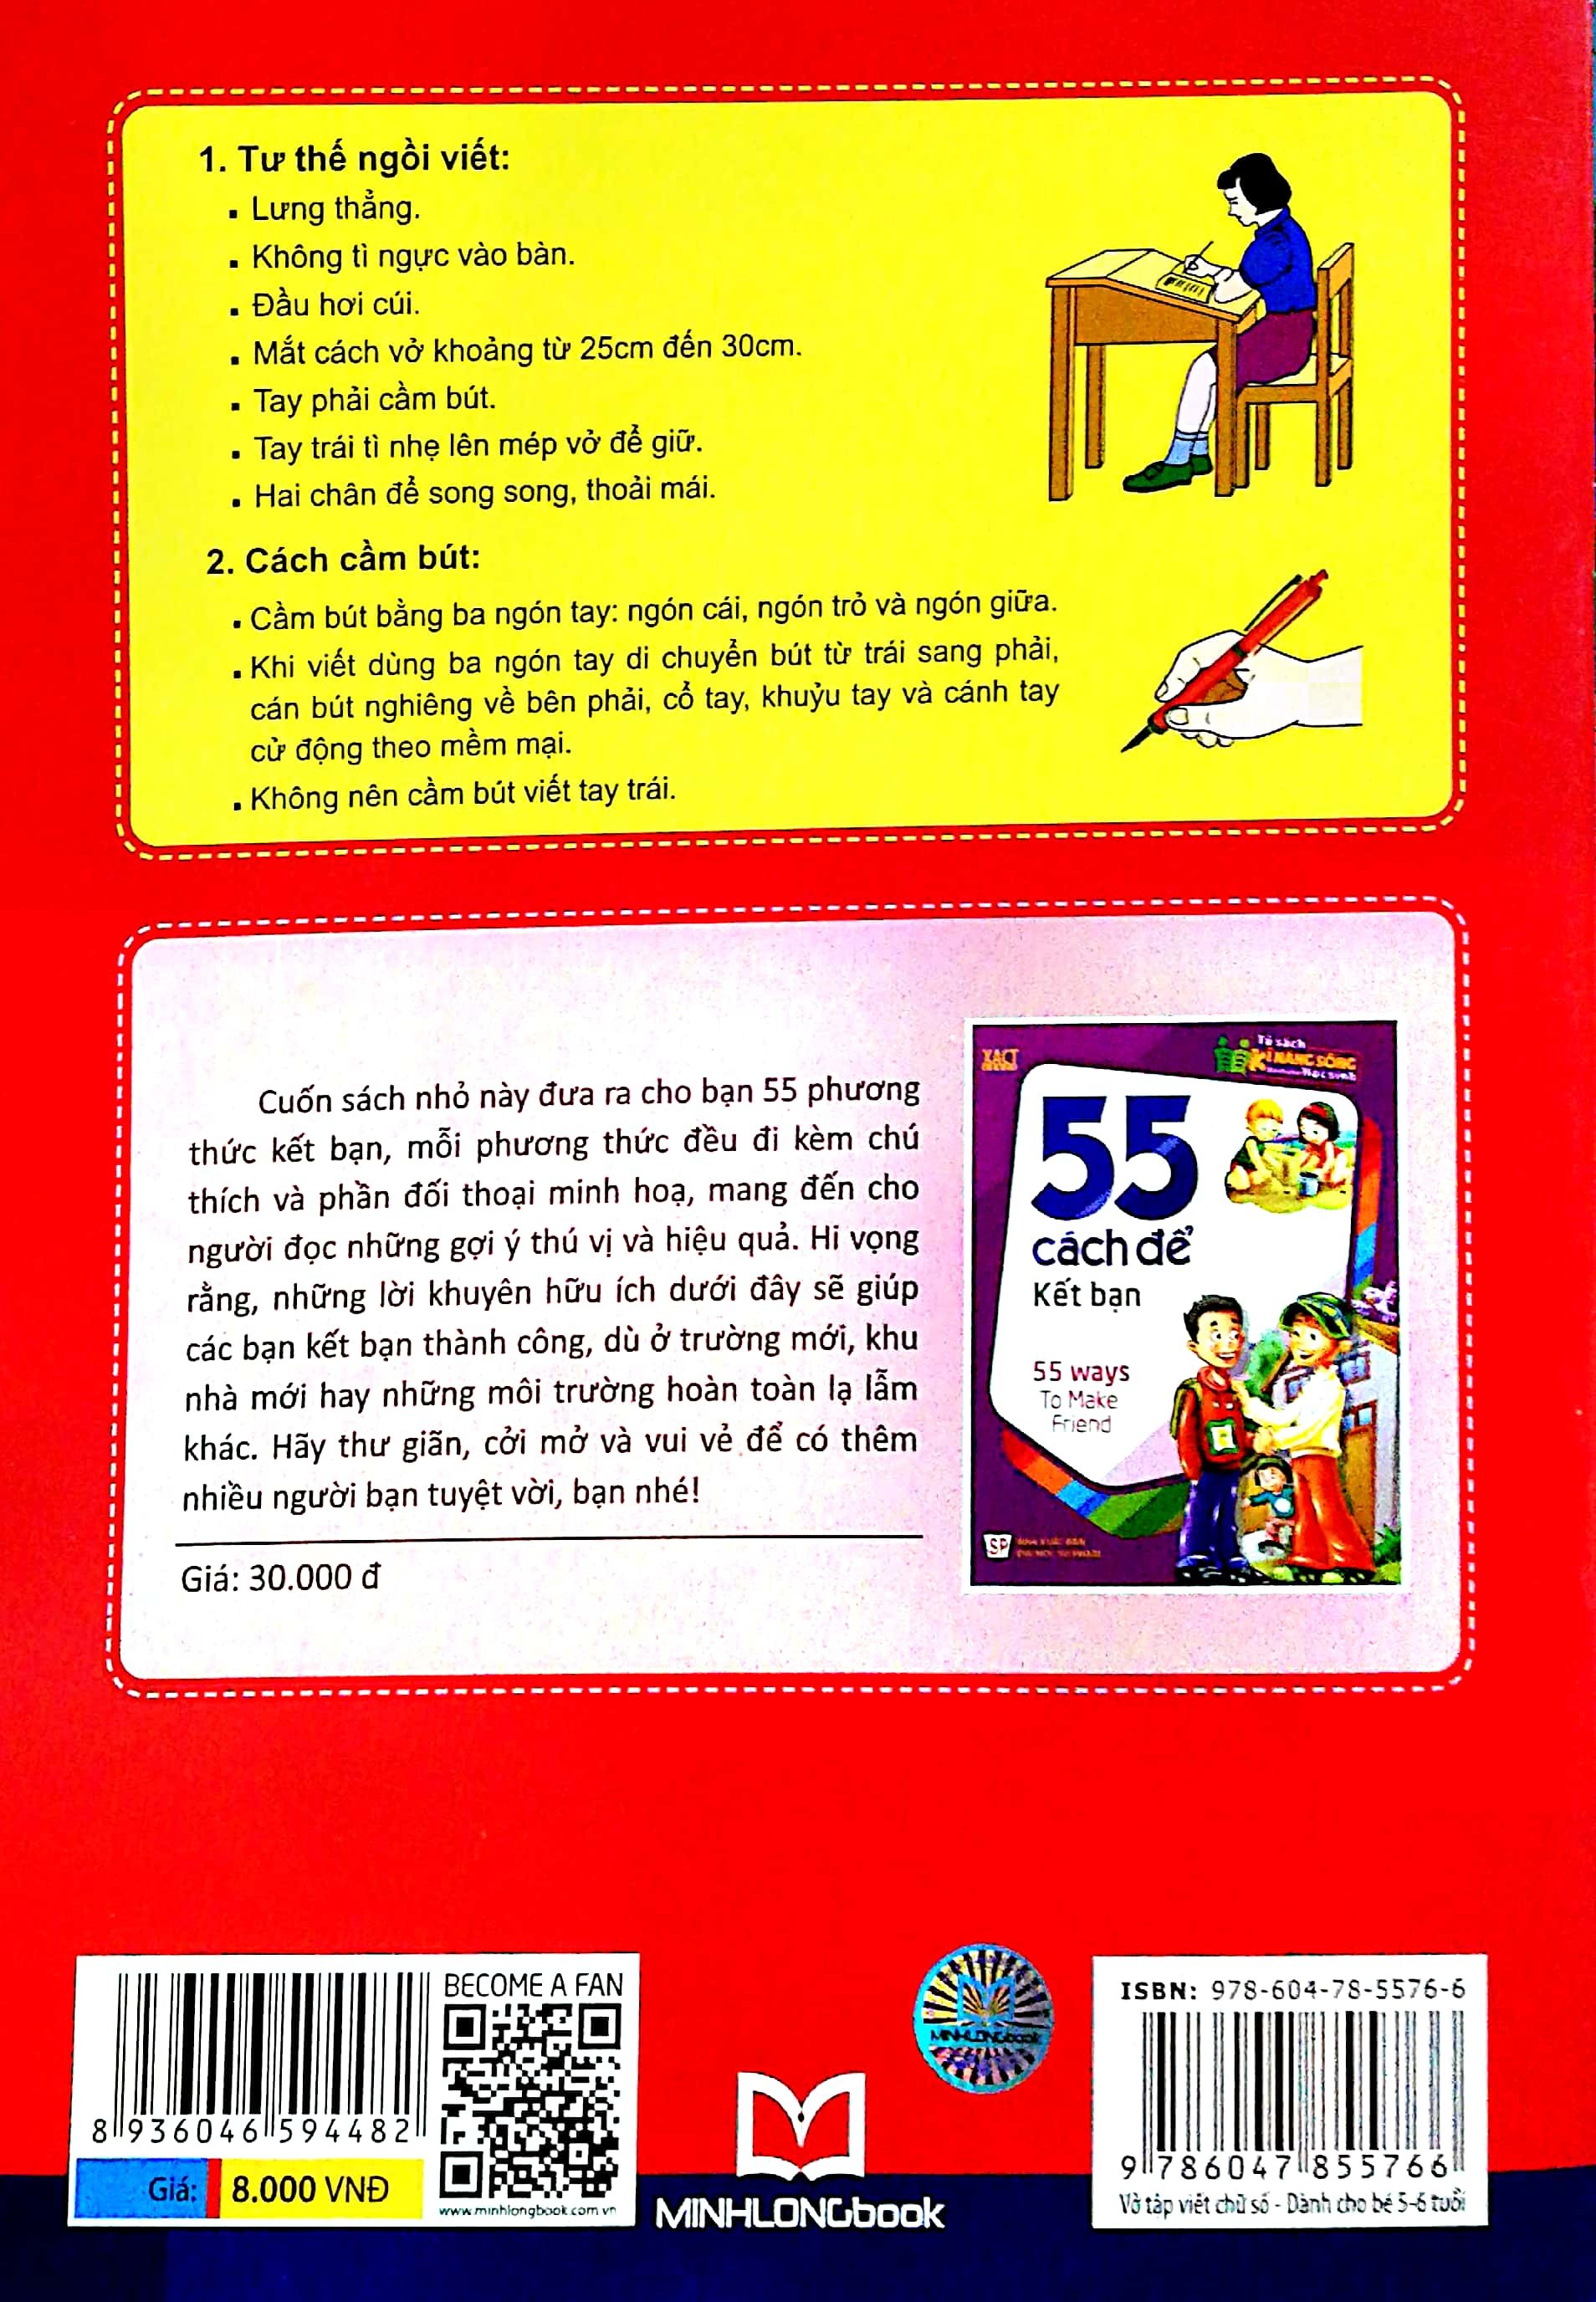 1. Tư thế ngồi viết:
▪ Lưng thẳng.
▪ Không tì ngực vào bàn.
▪ Đầu hơi cúi.
▪ Mắt cách vở khoảng từ 25cm đến 30cm.
▪ Tay phải cầm bút.
▪ Tay trái tì nhẹ lên mép vở để giữ.
▪ Hai chân để song song, thoải mái.
2. Cách cầm bút:
▪ Cầm bút bằng ba ngón tay: ngón cái, ngón trỏ và ngón giữa.
▪ Khi viết dùng ba ngón tay di chuyển bút từ trái sang phải,
cán bút nghiêng về bên phải, cổ tay, khuỷu tay và cánh tay
cử động theo mềm mại.
▪ Không nên cầm bút viết tay trái.
Cuốn sách nhỏ này đưa ra cho bạn 55 phương
thức kết bạn, mỗi phương thức đều đi kèm chú
thích và phần đối thoại minh hoạ, mang đến cho
người đọc những gợi ý thú vị và hiệu quả. Hi vọng
rằng, những lời khuyên hữu ích dưới đây sẽ giúp
các bạn kết bạn thành công, dù ở trường mới, khu
nhà mới hay những môi trường hoàn toàn lạ lẫm
khác. Hãy thư giãn, cởi mở và vui vẻ để có thêm
nhiều người bạn tuyệt vời, bạn nhé!
Giá: 30.000 đ
XACT
Tủ sách
KĨ NĂNG SỐNG
55
cách để
Kết bạn
55 ways
To Make
Friend
SP
BECOME A FAN
8 936046 594482
Giá: 8.000 VNĐ
www.minhlongbook.com.vn
MINHLONGbook
MINHLONGbook
ISBN: 978-604-78-5576-6
9 786047 855766
Vở tập viết chữ số - Dành cho bé 5-6 tuổi